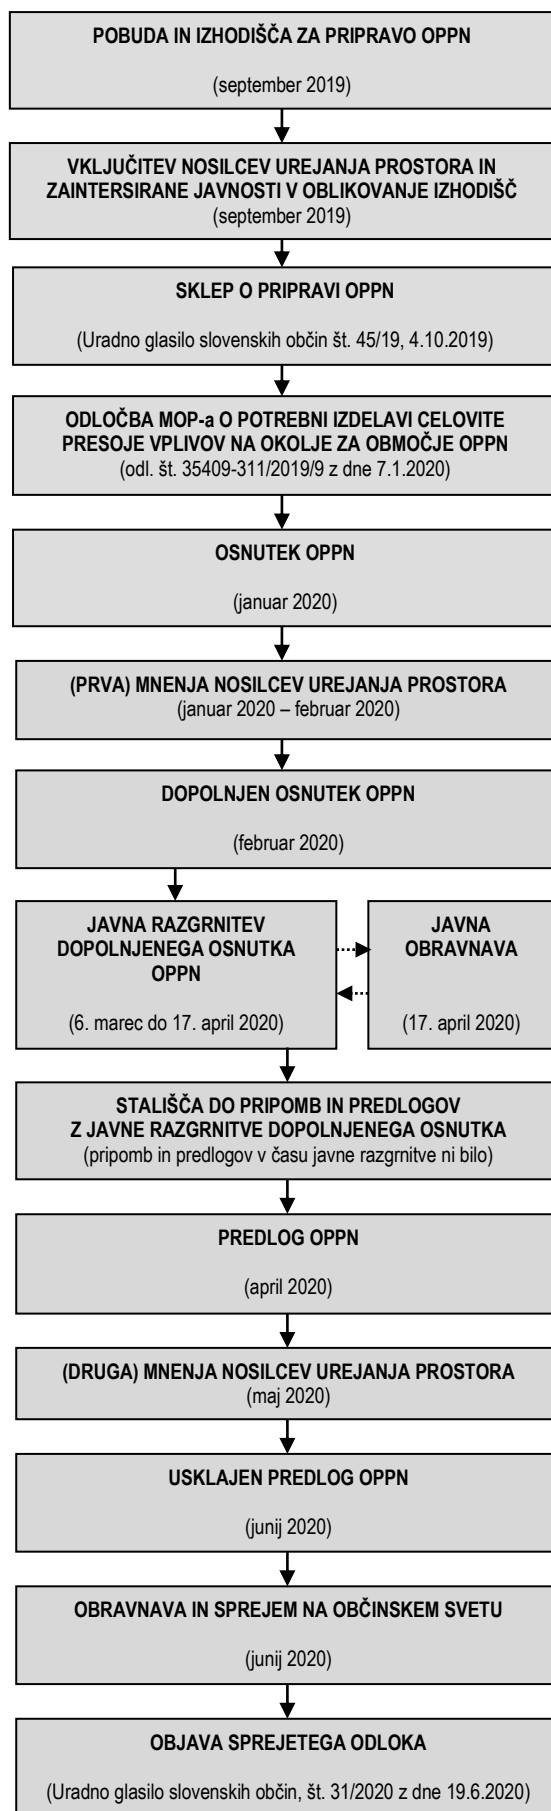 POBUDA IN IZHODIŠČA ZA PRIPRAVO OPPN
(september 2019)
VKLJUČITEV NOSILCEV UREJANJA PROSTORA IN
ZAINTERSIRANE JAVNOSTI V OBLIKOVANJE IZHODIŠČ
(september 2019)
SKLEP O PRIPRAVI OPPN
(Uradno glasilo slovenskih občin št. 45/19, 4.10.2019)
ODLOČBA MOP-a O POTREBNI IZDELAVI CELOVITE
PRESOJE VPLIVOV NA OKOLJE ZA OBMOČJE OPPN
(odl. št. 35409-311/2019/9 z dne 7.1.2020)
OSNUTEK OPPN
(januar 2020)
(PRVA) MNENJA NOSILCEV UREJANJA PROSTORA
(januar 2020 – februar 2020)
DOPOLNJEN OSNUTEK OPPN
(februar 2020)
JAVNA RAZGRNITEV
DOPOLNJENEGA OSNUTKA
OPPN
(6. marec do 17. april 2020)
JAVNA
OBRAVNAVA
(17. april 2020)
STALIŠČA DO PRIPOMB IN PREDLOGOV
Z JAVNE RAZGRNITVE DOPOLNJENEGA OSNUTKA
(pripomb in predlogov v času javne razgrnitve ni bilo)
PREDLOG OPPN
(april 2020)
(DRUGA) MNENJA NOSILCEV UREJANJA PROSTORA
(maj 2020)
USKLAJEN PREDLOG OPPN
(junij 2020)
OBRAVNAVA IN SPREJEM NA OBČINSKEM SVETU
(junij 2020)
OBJAVA SPREJETEGA ODLOKA
(Uradno glasilo slovenskih občin, št. 31/2020 z dne 19.6.2020)